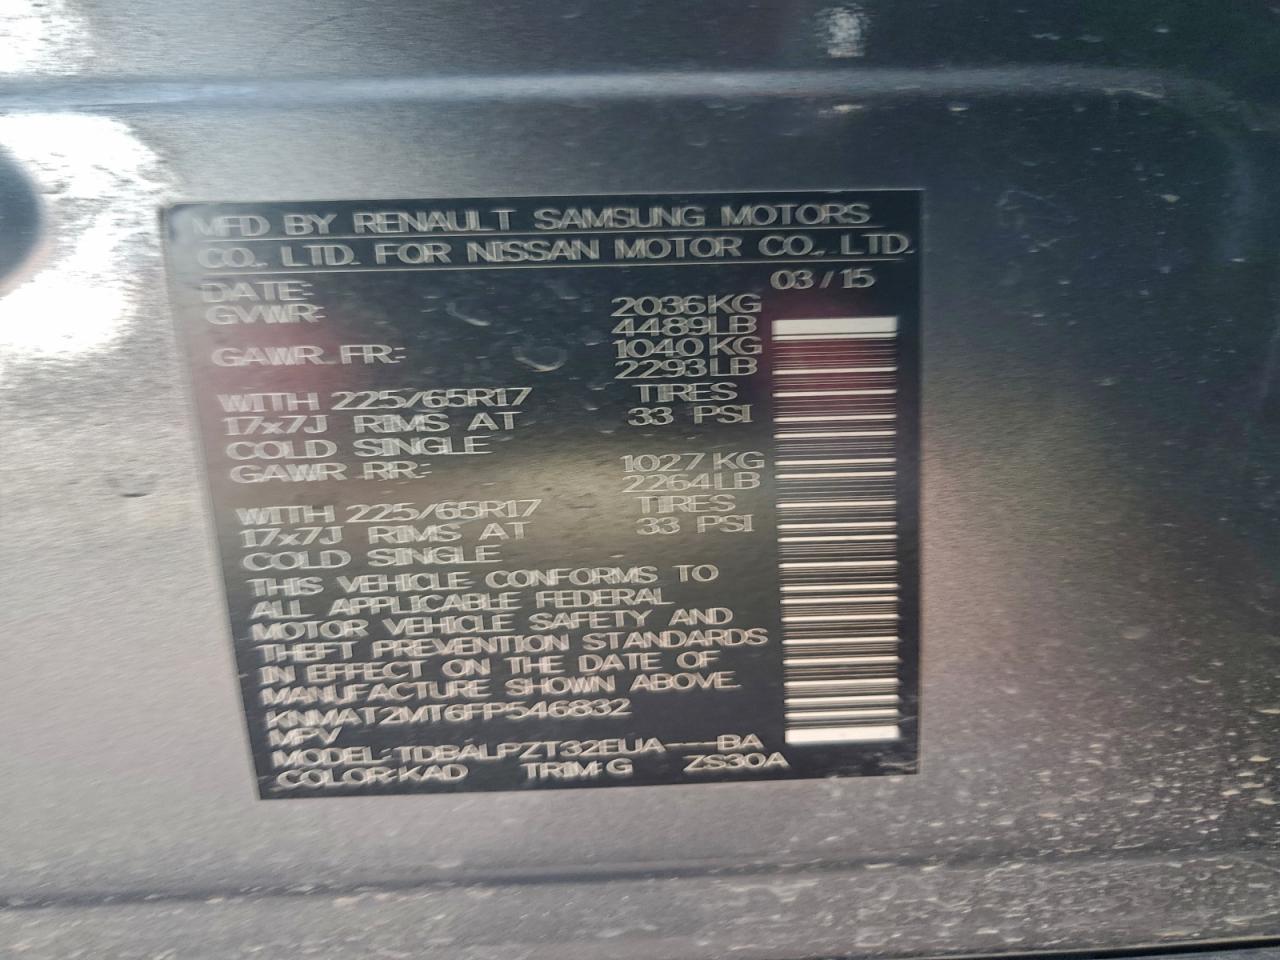 MFD BY RENAULT SAMSUNG MOTORS
CO., LTD. FOR NISSAN MOTOR CO., LTD.
DATE: 03/15
GVWR: 2036KG
4489LB
GAWR FR: 1040KG
2293LB
WITH 225/65R17 TIRES
17x7J RIMS AT 33 PSI
COLD SINGLE
GAWR RR: 1027KG
2264LB
WITH 225/65R17 TIRES
17x7J RIMS AT 33 PSI
COLD SINGLE
THIS VEHICLE CONFORMS TO
ALL APPLICABLE FEDERAL
MOTOR VEHICLE SAFETY AND
THEFT PREVENTION STANDARDS
IN EFFECT ON THE DATE OF
MANUFACTURE SHOWN ABOVE.
KNMAT2MT6FP546832
MPV
MODEL:TDBALPZT32EUA---BA
COLOR:KAD TRIM:G ZS30A